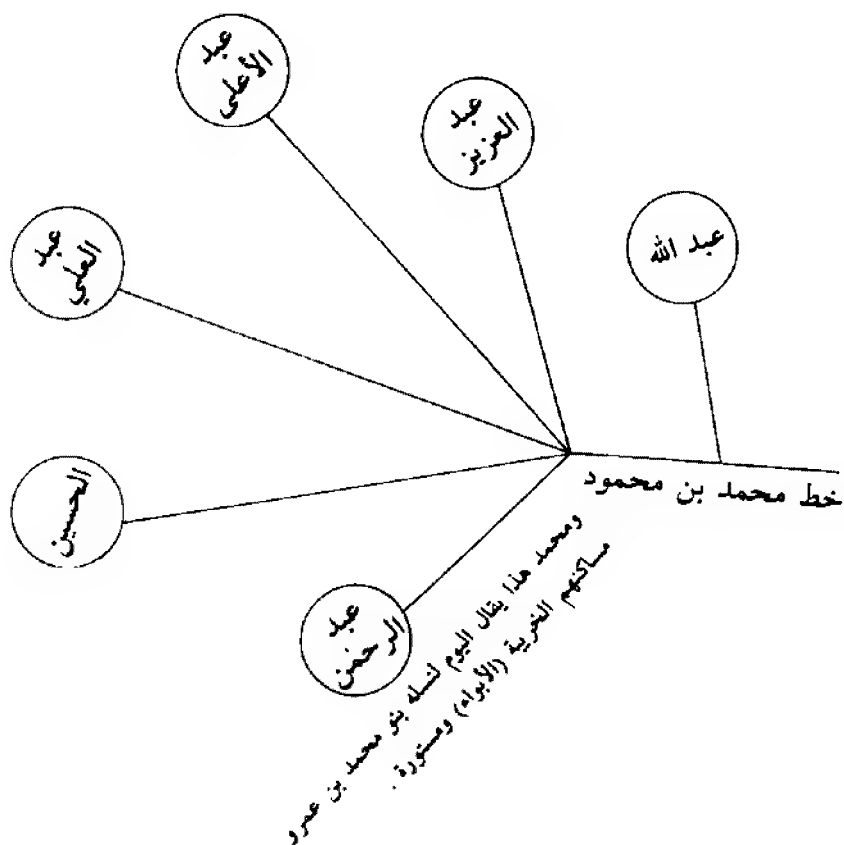 عبد
الأعلى
عبد
العزيز
عبد الله
عبد
العلي
الحسين
عبد
الرحمن
خط محمد بن محمود
ومحمد هذا يقال اليوم لنسله بنو محمد بن عمرو
مساكنهم الخريبة (الأبواء) ومستورة .